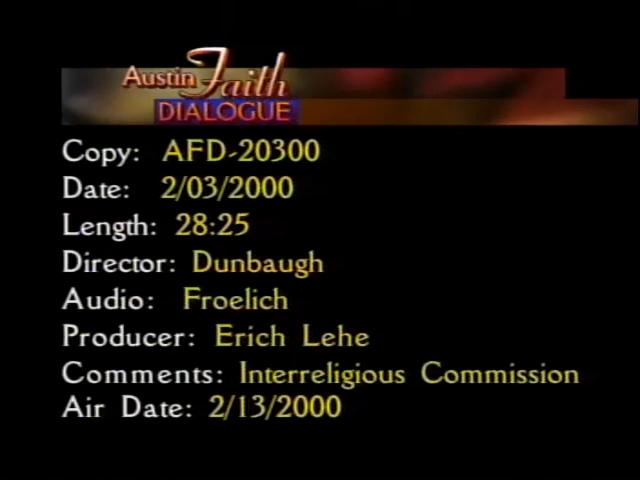 Austin Faith
DIALOGUE
Copy: AFD-20300
Date: 2/03/2000
Length: 28:25
Director: Dunbaugh
Audio: Froelich
Producer: Erich Lehe
Comments: Interreligious Commission
Air Date: 2/13/2000